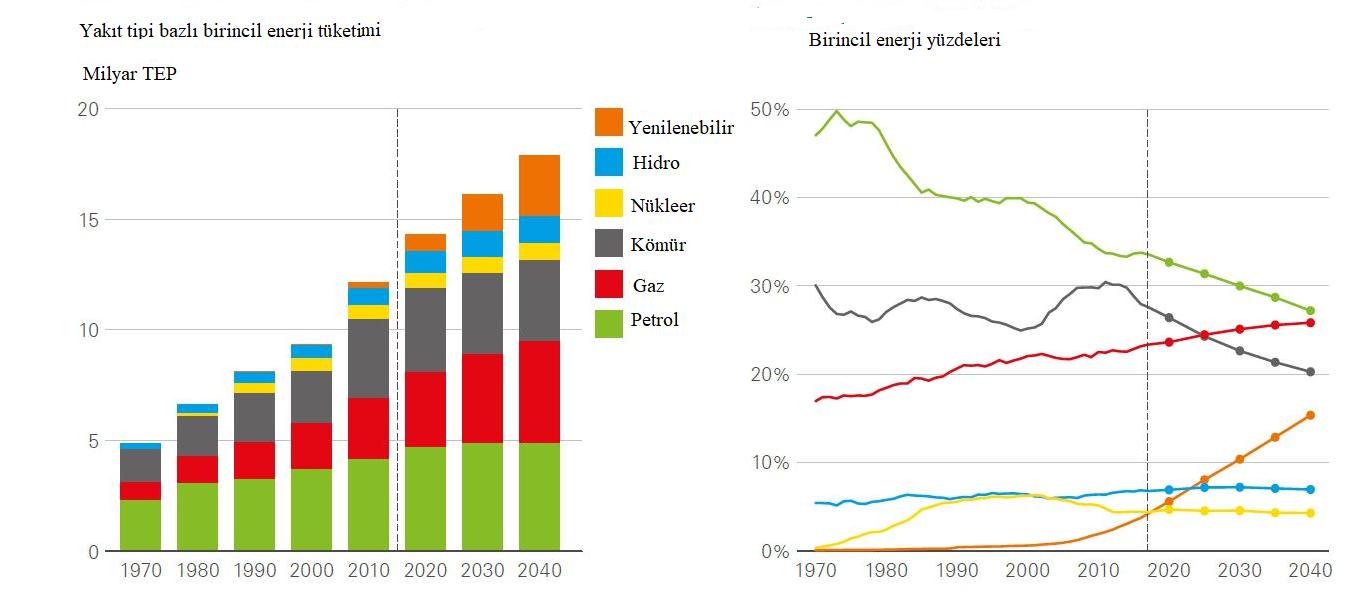 Yakıt tipi bazlı birincil enerji tüketimi
Milyar TEP
20
15
10
5
0
1970 1980 1990 2000 2010 2020 2030 2040
Yenilenebilir
Hidro
Nükleer
Kömür
Gaz
Petrol
Birincil enerji yüzdeleri
50%
40%
30%
20%
10%
0%
1970 1980 1990 2000 2010 2020 2030 2040